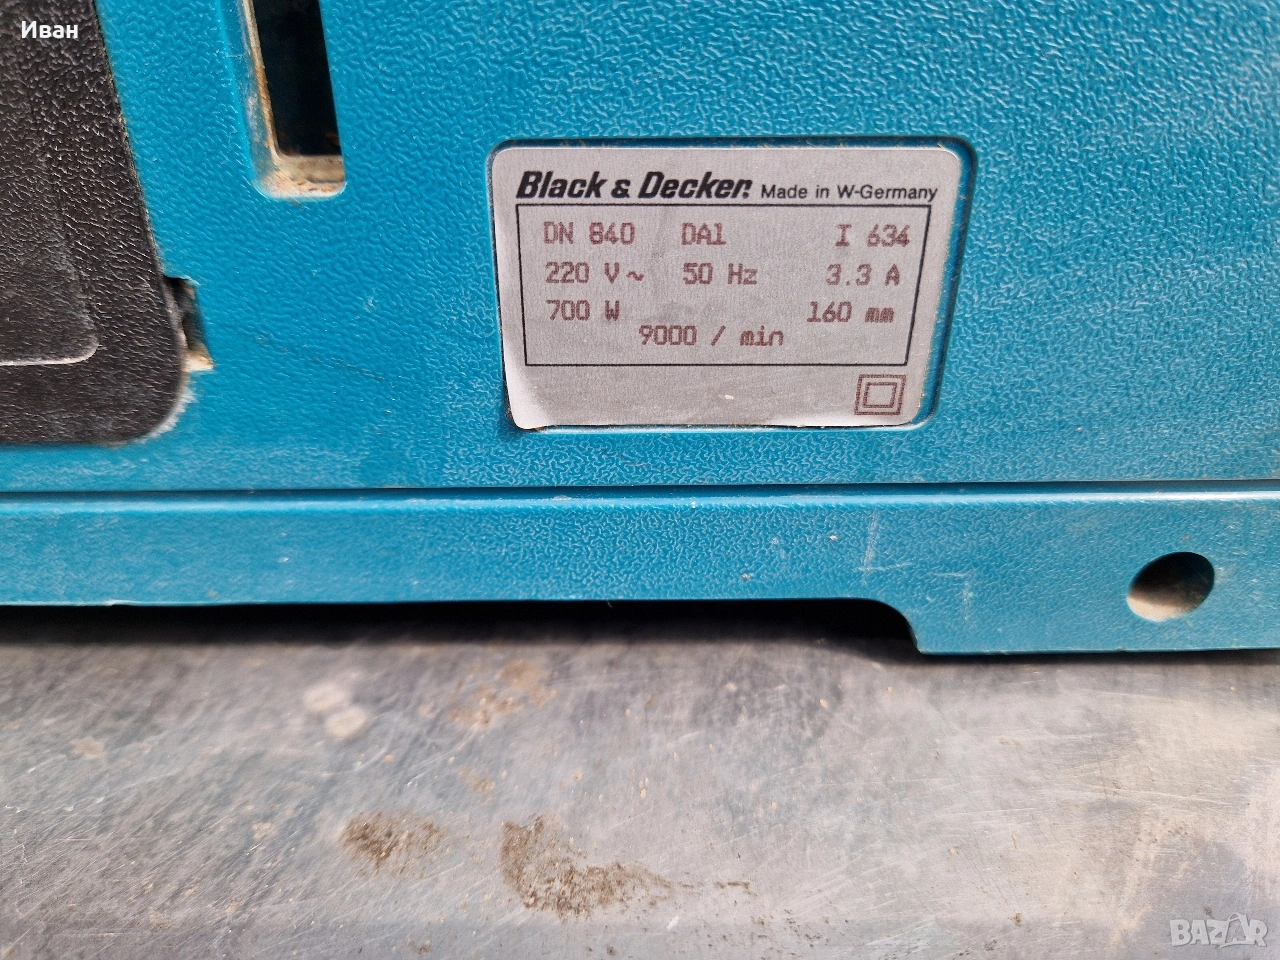 Иван
Black & Decker. Made in W-Germany
DN 840 DA1 I 634
220 V~ 50 Hz 3.3 A
700 W 160 mm
9000 / min
BAZAR